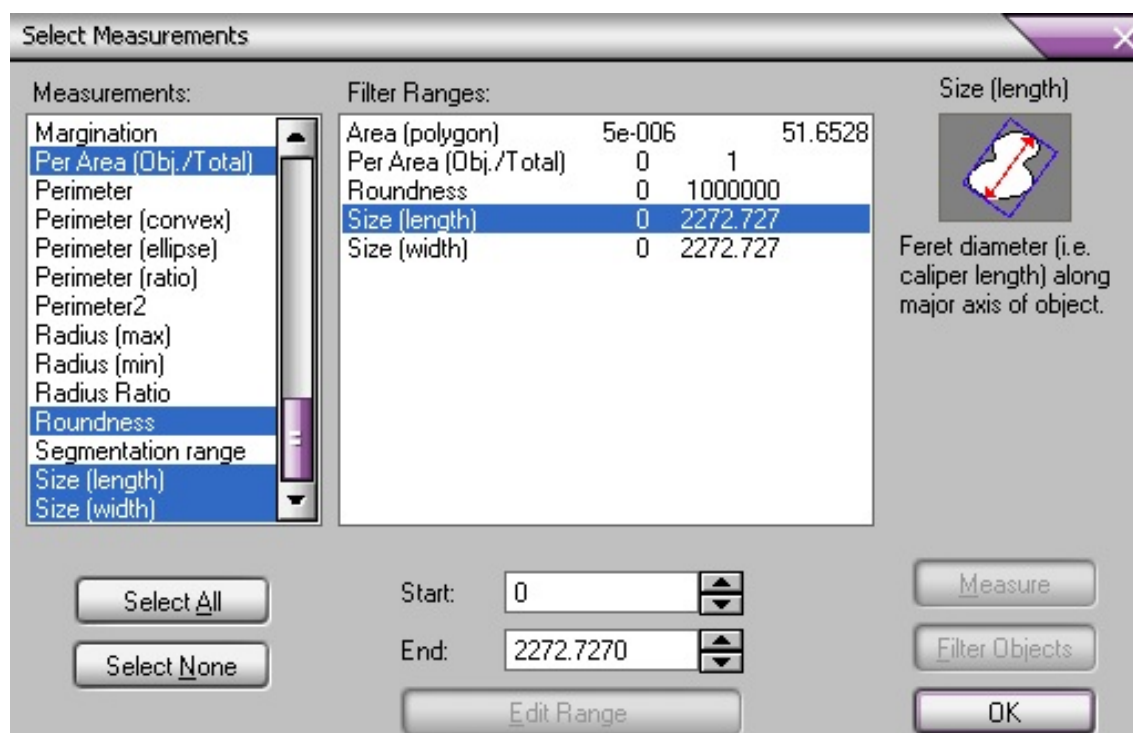 Select Measurements
Measurements:
Margination
Per Area (Obj./Total)
Perimeter
Perimeter (convex)
Perimeter (ellipse)
Perimeter (ratio)
Perimeter2
Radius (max)
Radius (min)
Radius Ratio
Roundness
Segmentation range
Size (length)
Size (width)
Select All
Select None
Filter Ranges:
Area (polygon) 5e-006 51.6528
Per Area (Obj./Total) 0 1
Roundness 0 1000000
Size (length) 0 2272.727
Size (width) 0 2272.727
Start: 0
End: 2272.7270
Edit Range
Size (length)
Feret diameter (i.e.
caliper length) along
major axis of object.
Measure
Filter Objects
OK